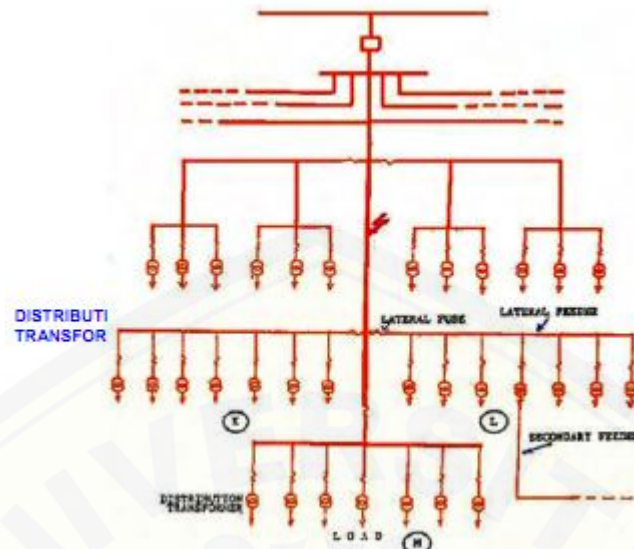 LATERAL FUSE
LATERAL FEEDER
DISTRIBUTI
TRANSFOR
K
L
SECONDARY FEEDER
DISTRIBUTION
TRANSFORMER
LOAD
M